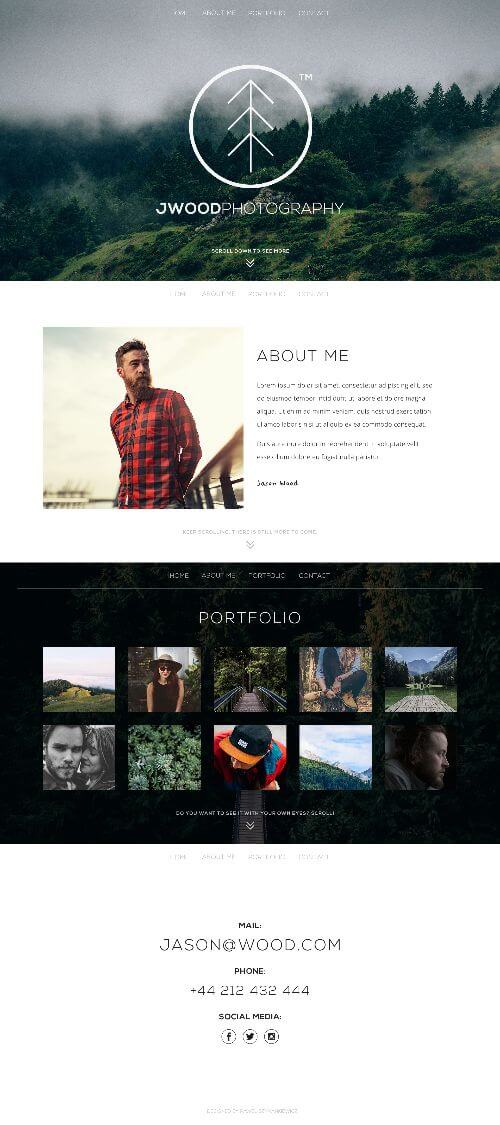 HOME ABOUT ME PORTFOLIO CONTACT
TM
JWOODPHOTOGRAPHY
SCROLL DOWN TO SEE MORE
HOME ABOUT ME PORTFOLIO CONTACT
ABOUT ME
Lorem ipsum dolor sit amet, consectetur adipiscing elit, sed
do eiusmod tempor incididunt ut labore et dolore magna
aliqua. Ut enim ad minim veniam, quis nostrud exercitation
ullamco laboris nisi ut aliquip ex ea commodo consequat.
Duis aute irure dolor in reprehenderit in voluptate velit
esse cillum dolore eu fugiat nulla pariatur.
Jason Wood
KEEP SCROLLING, THERE IS STILL MORE TO COME.
HOME ABOUT ME PORTFOLIO CONTACT
PORTFOLIO
DO YOU WANT TO SEE IT WITH YOUR OWN EYES? SCROLL!
HOME ABOUT ME PORTFOLIO CONTACT
MAIL:
JASON@WOOD.COM
PHONE:
+44 212 432 444
SOCIAL MEDIA:
DESIGNED BY